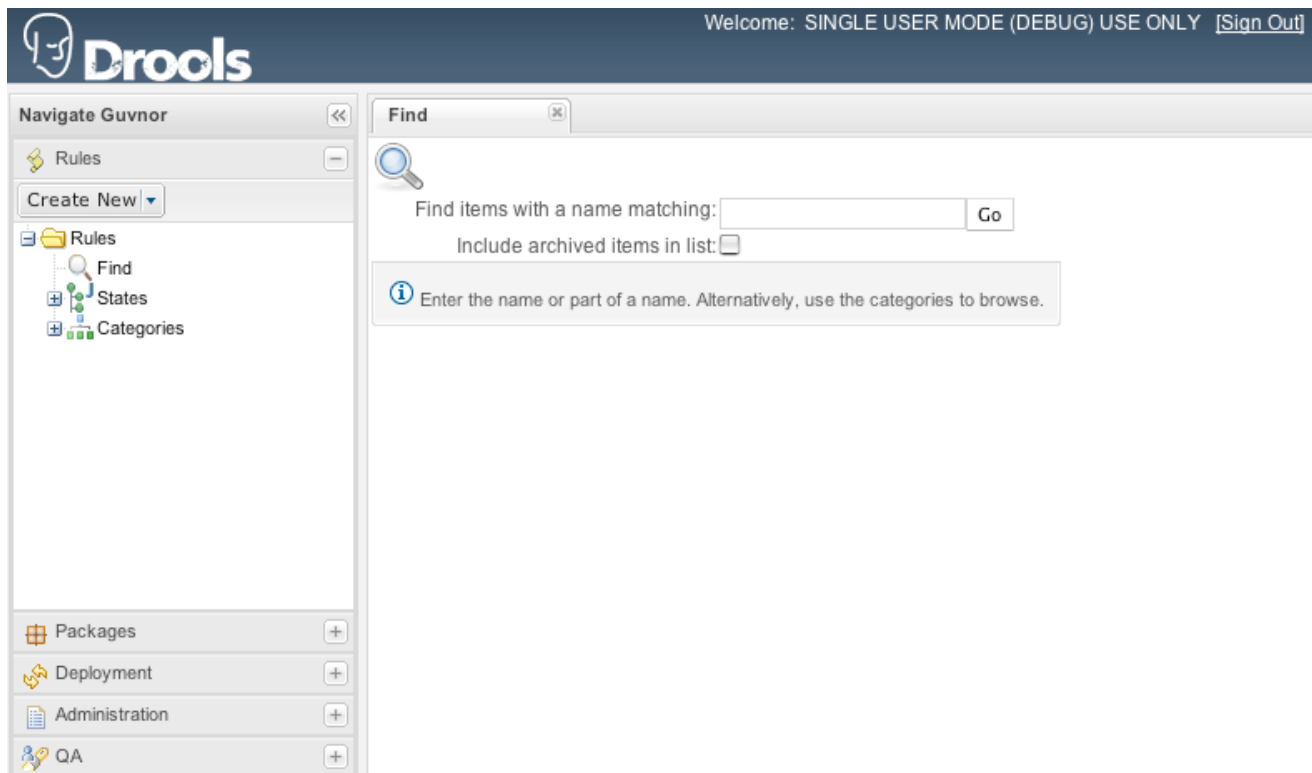 Welcome: SINGLE USER MODE (DEBUG) USE ONLY [Sign Out]
Drools
Navigate Guvnor
Rules
Create New
Rules
Find
States
Categories
Packages
Deployment
Administration
QA
Find
Find items with a name matching:
Go
Include archived items in list:
Enter the name or part of a name. Alternatively, use the categories to browse.